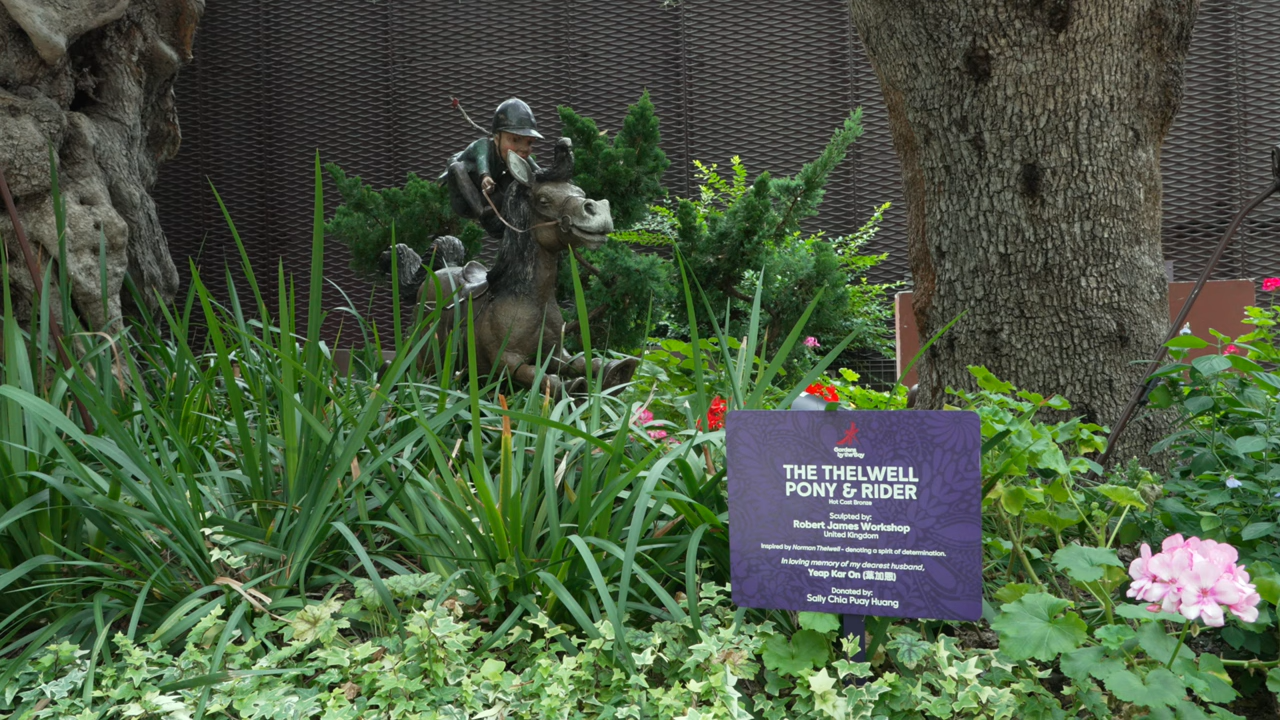 Gardens
by the Bay
THE THELWELL
PONY & RIDER
Hot Cast Bronze
Sculpted by:
Robert James Workshop
United Kingdom
Inspired by Norman Thelwell - denoting a spirit of determination.
In loving memory of my dearest husband,
Yeap Kar On (葉加恩)
Donated by:
Sally Chia Puay Huang